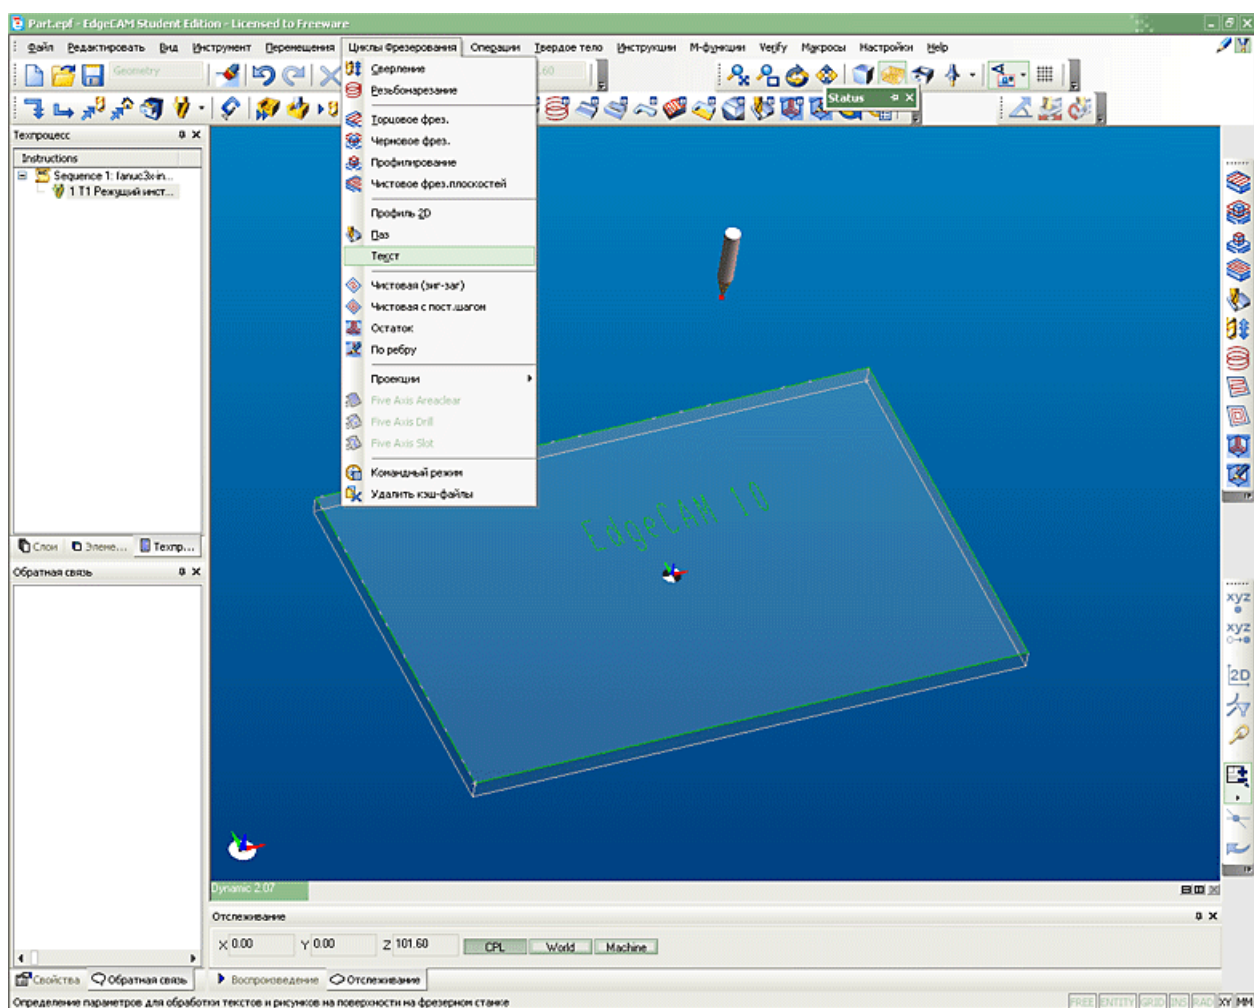 Part.epf - EdgeCAM Student Edition - Licensed to Freeware
Файл Редактировать Вид Инструмент Перемещения Циклы Фрезерования Операции Твердое тело Инструкции М-функции Verify Макросы Настройки Help
Geometry
.60
Status
Техпроцесс
Instructions
Sequence 1: fanuc3x-in...
1 T1 Режущий инст...
Сверление
Резьбонарезание
Торцовое фрез.
Черновое фрез.
Профилирование
Чистовое фрез.плоскостей
Профиль 2D
Паз
Текст
Чистовая (зиг-заг)
Чистовая с пост.шагом
Остаток
По ребру
Проекции
Five Axis Areaclear
Five Axis Drill
Five Axis Slot
Командный режим
Удалить кэш-файлы
EdgeCAM 10
Слои Элеме... Техпр...
Обратная связь
xyz
xyz
2D
Dynamic 2.07
Отслеживание
X 0.00 Y 0.00 Z 101.60 CPL World Machine
Свойства Обратная связь Воспроизведение Отслеживание
Определение параметров для обработки текстов и рисунков на поверхности на фрезерном станке
FREE ENTITY GRID INS RAD XY MM